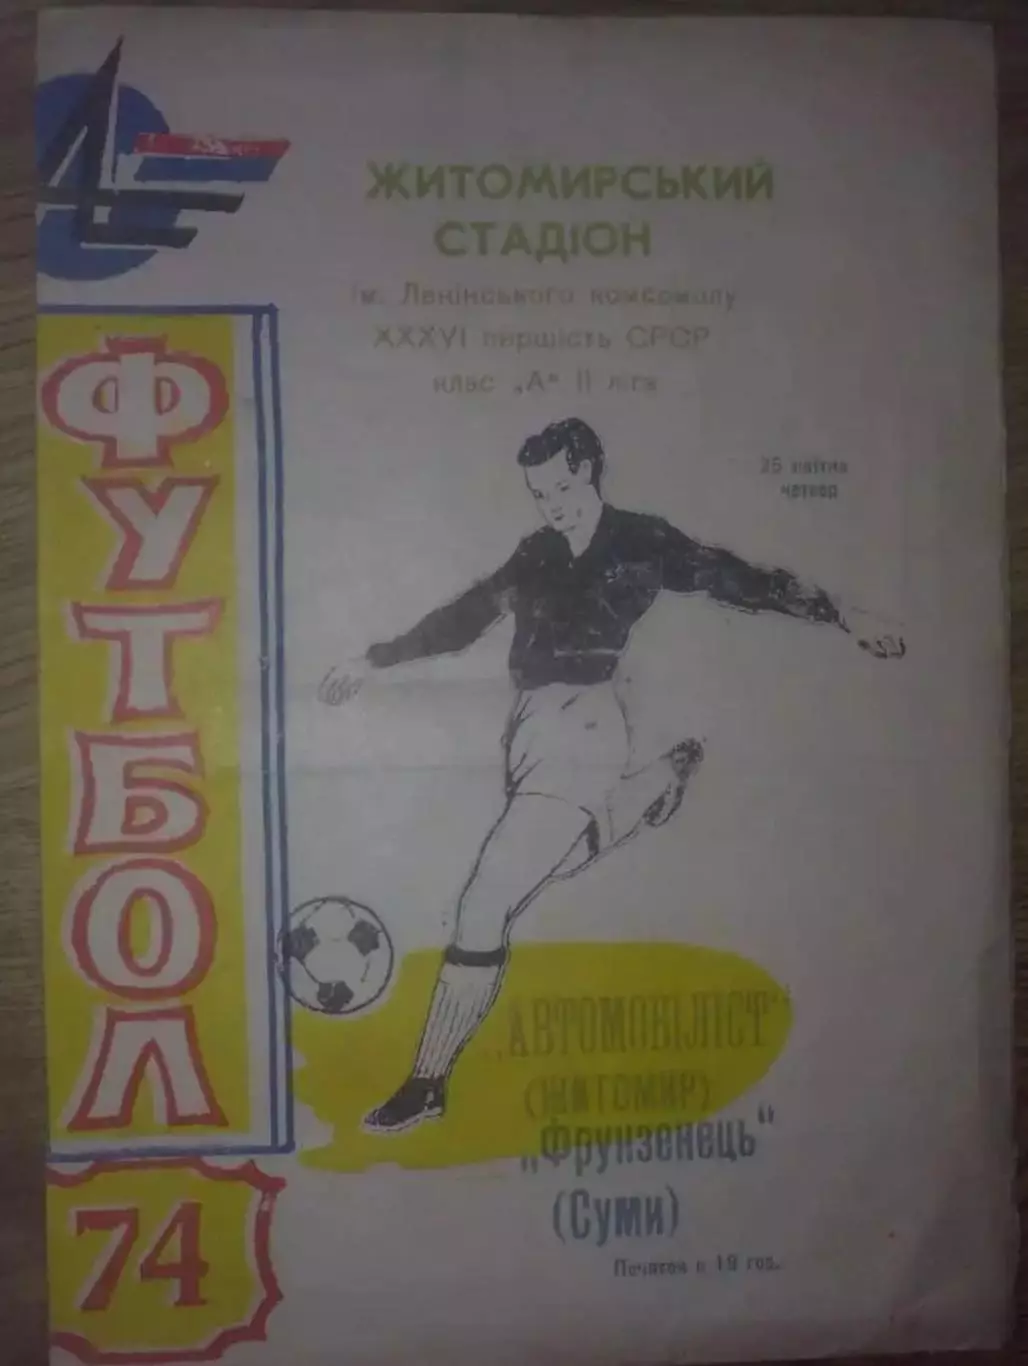 ЖИТОМИРСЬКИЙ
СТАДІОН
ім. Ленінського комсомолу
XXXVI першість СРСР
клас „А“ II ліга
25 квітня
четвер
ФУТБОЛ
„АВТОМОБІЛІСТ“
(ЖИТОМИР)
„Фрунзенець“
(Суми)
Початок о 19 год.
74